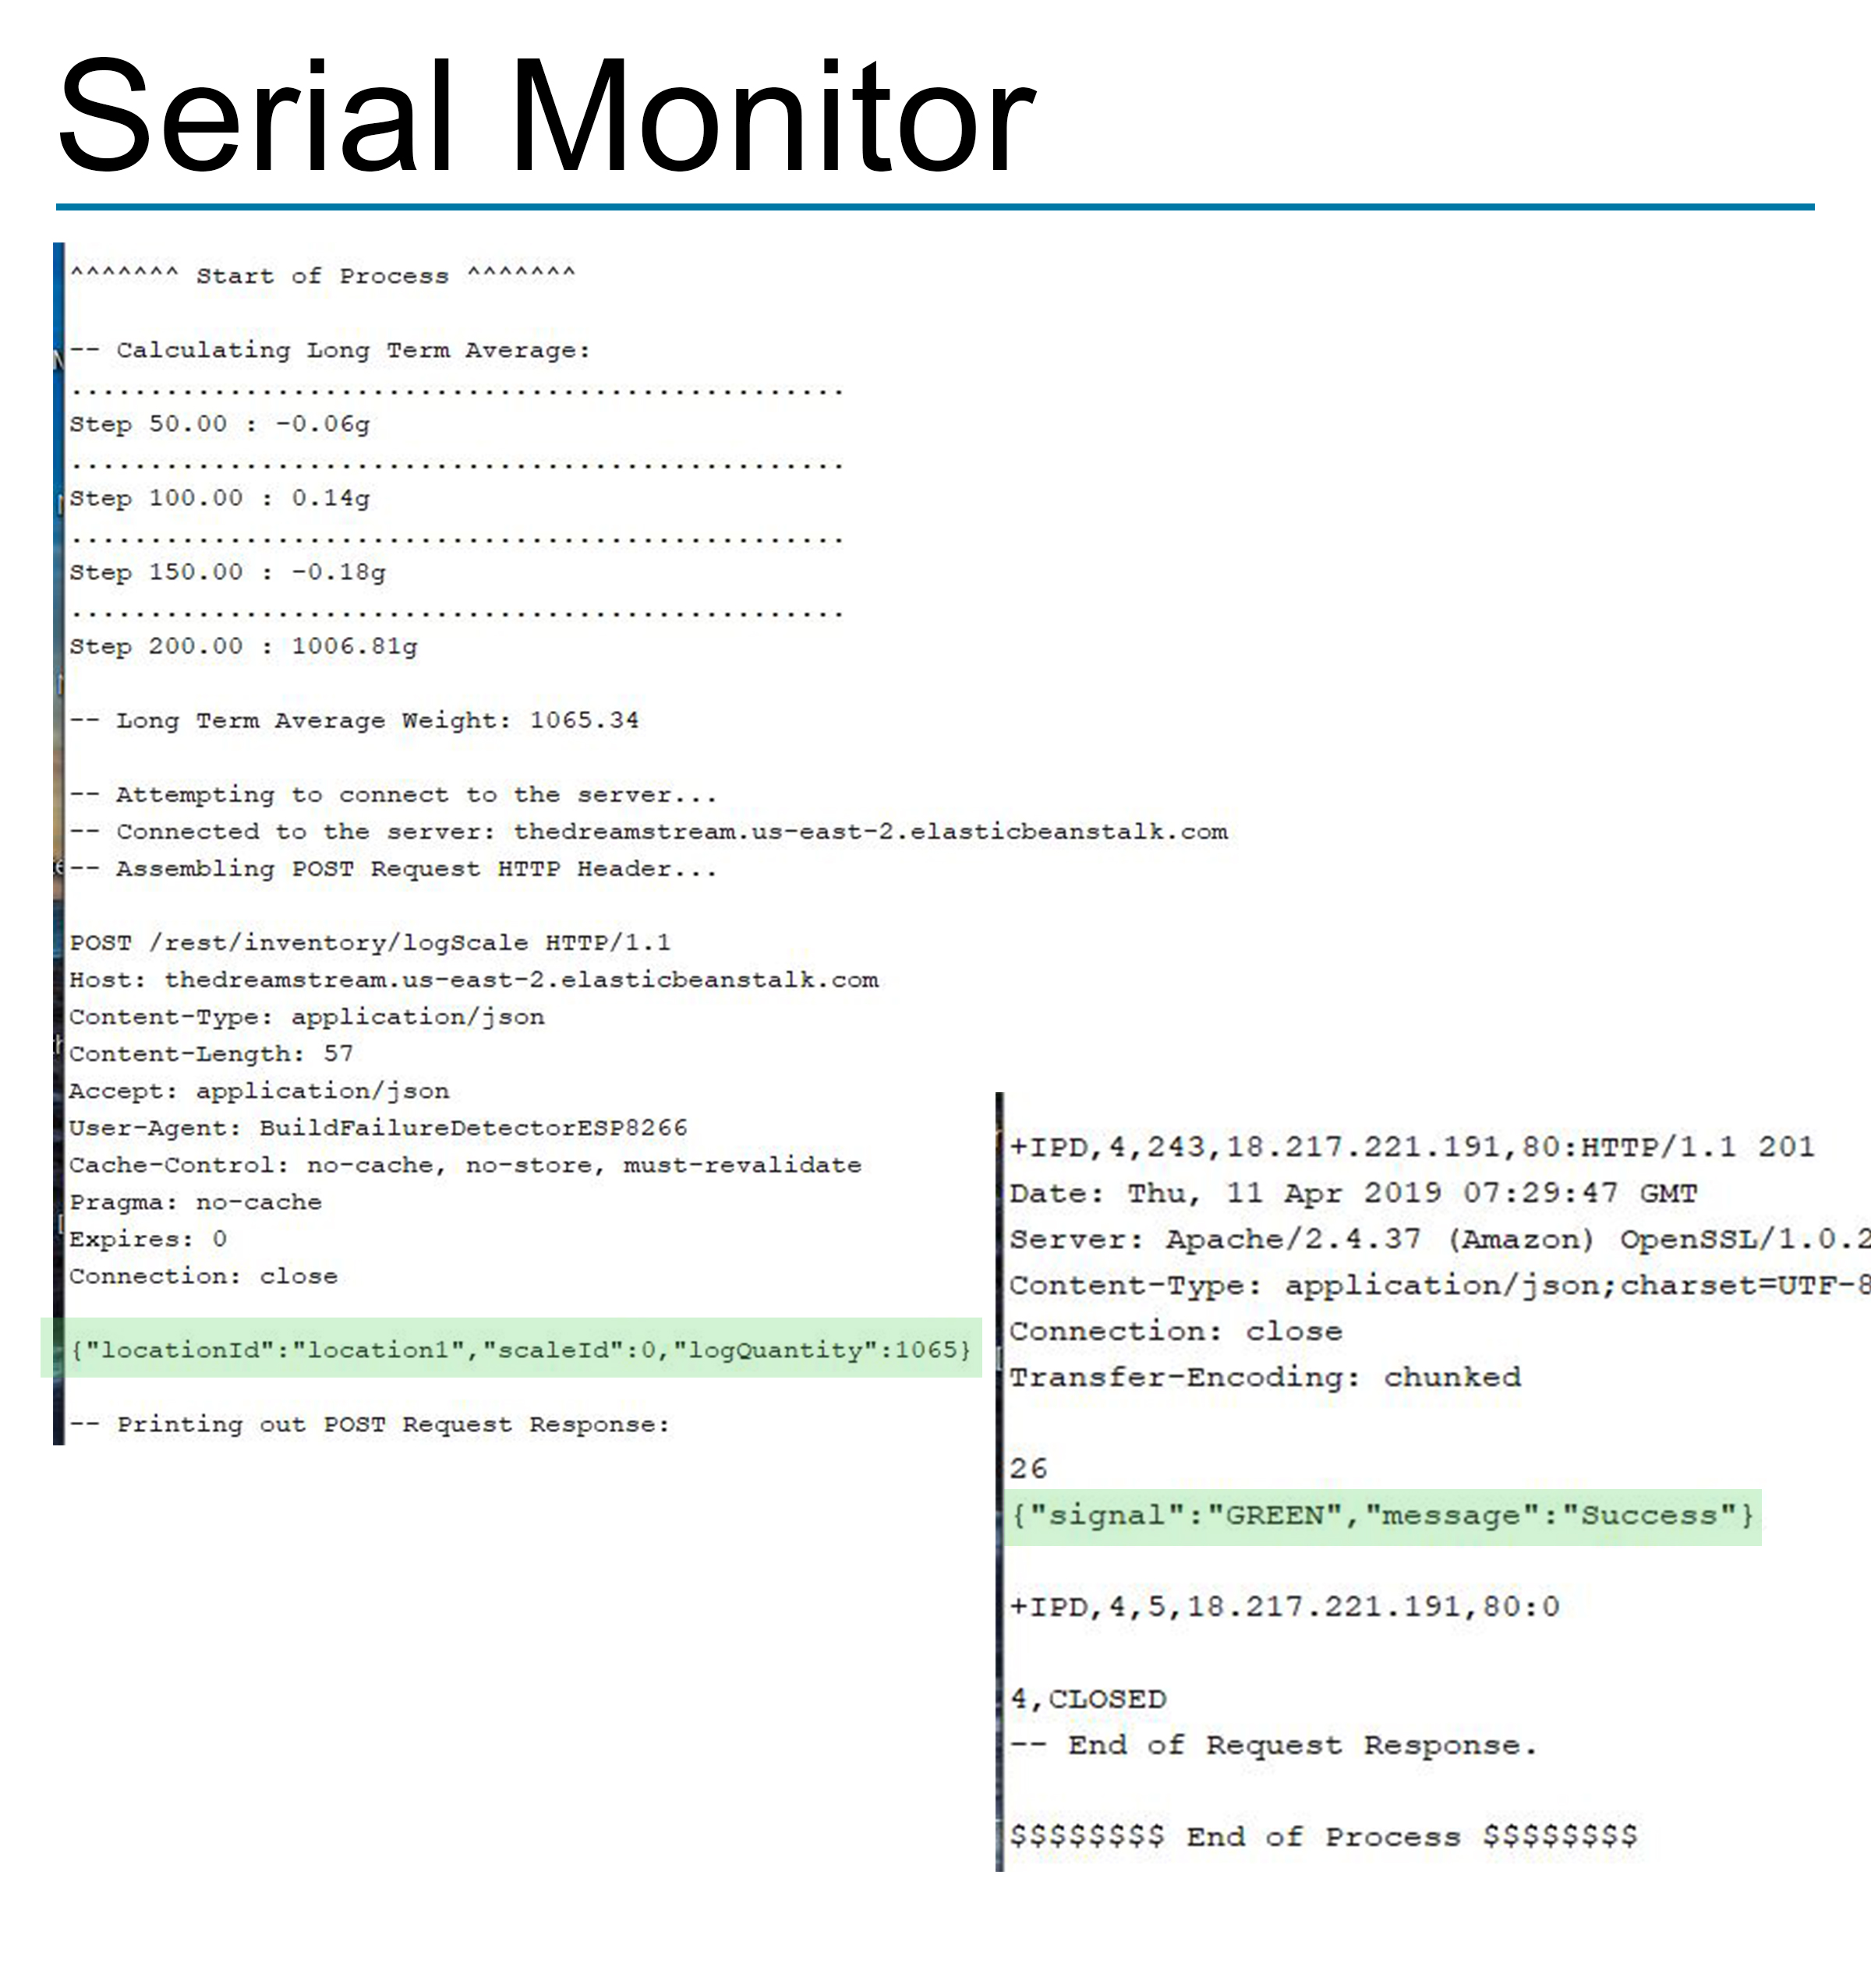 Serial Monitor
^^^^^^^ Start of Process ^^^^^^^
-- Calculating Long Term Average:
.................................................
Step 50.00 : -0.06g
.................................................
Step 100.00 : 0.14g
.................................................
Step 150.00 : -0.18g
.................................................
Step 200.00 : 1006.81g
-- Long Term Average Weight: 1065.34
-- Attempting to connect to the server...
-- Connected to the server: thedreamstream.us-east-2.elasticbeanstalk.com
-- Assembling POST Request HTTP Header...
POST /rest/inventory/logScale HTTP/1.1
Host: thedreamstream.us-east-2.elasticbeanstalk.com
Content-Type: application/json
Content-Length: 57
Accept: application/json
User-Agent: BuildFailureDetectorESP8266
Cache-Control: no-cache, no-store, must-revalidate
Pragma: no-cache
Expires: 0
Connection: close
{"locationId":"location1","scaleId":0,"logQuantity":1065}
-- Printing out POST Request Response:
+IPD,4,243,18.217.221.191,80:HTTP/1.1 201
Date: Thu, 11 Apr 2019 07:29:47 GMT
Server: Apache/2.4.37 (Amazon) OpenSSL/1.0.2
Content-Type: application/json;charset=UTF-8
Connection: close
Transfer-Encoding: chunked
26
{"signal":"GREEN","message":"Success"}
+IPD,4,5,18.217.221.191,80:0
4,CLOSED
-- End of Request Response.
$$$$$$$$ End of Process $$$$$$$$